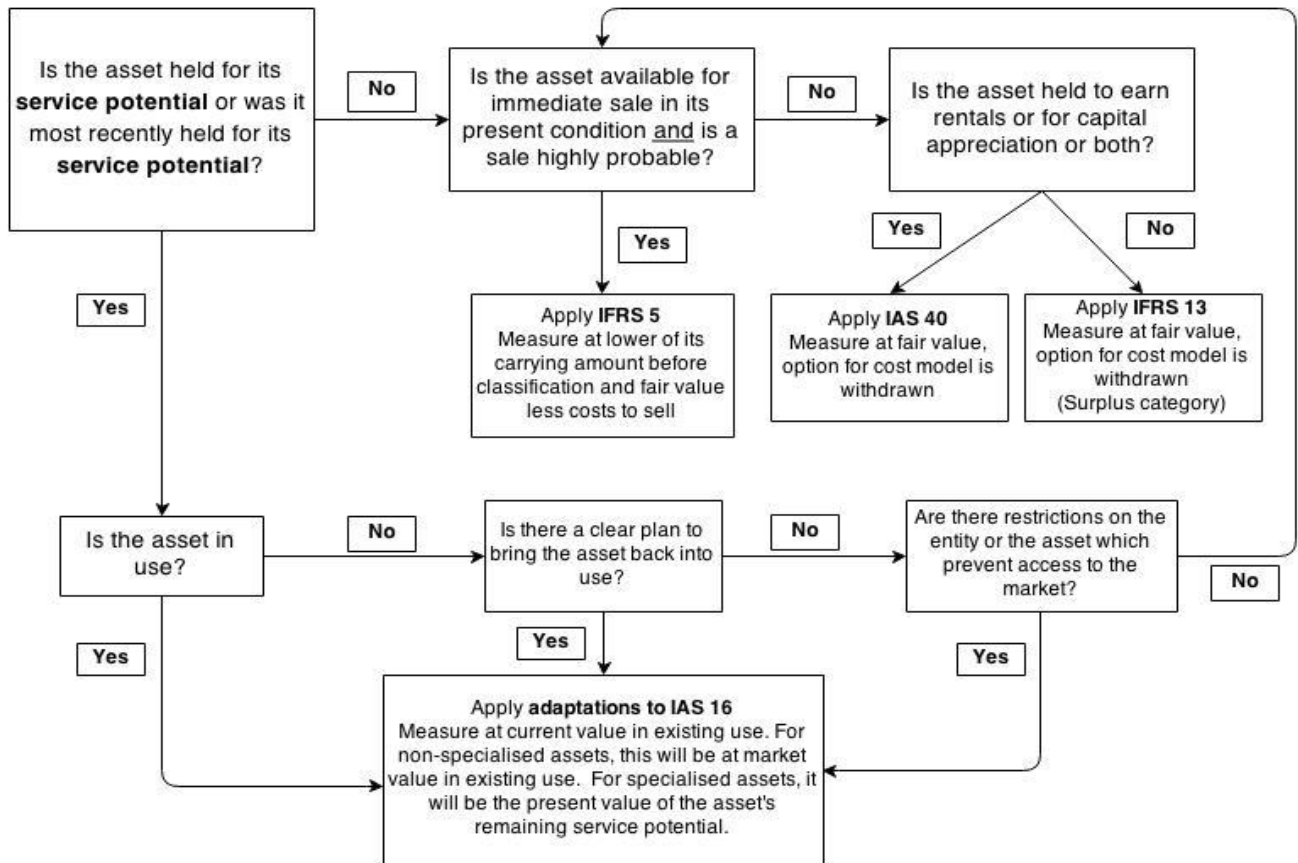 Is the asset held for its
service potential or was it
most recently held for its
service potential?
No
Is the asset available for
immediate sale in its
present condition and is a
sale highly probable?
No
Is the asset held to earn
rentals or for capital
appreciation or both?
Yes
Yes
Yes
No
Apply IFRS 5
Measure at lower of its
carrying amount before
classification and fair value
less costs to sell
Apply IAS 40
Measure at fair value,
option for cost model is
withdrawn
Apply IFRS 13
Measure at fair value,
option for cost model is
withdrawn
(Surplus category)
Is the asset in
use?
No
Is there a clear plan to
bring the asset back into
use?
No
Are there restrictions on the
entity or the asset which
prevent access to the
market?
No
Yes
Yes
Yes
Apply adaptations to IAS 16
Measure at current value in existing use. For
non-specialised assets, this will be at market
value in existing use. For specialised assets, it
will be the present value of the asset's
remaining service potential.